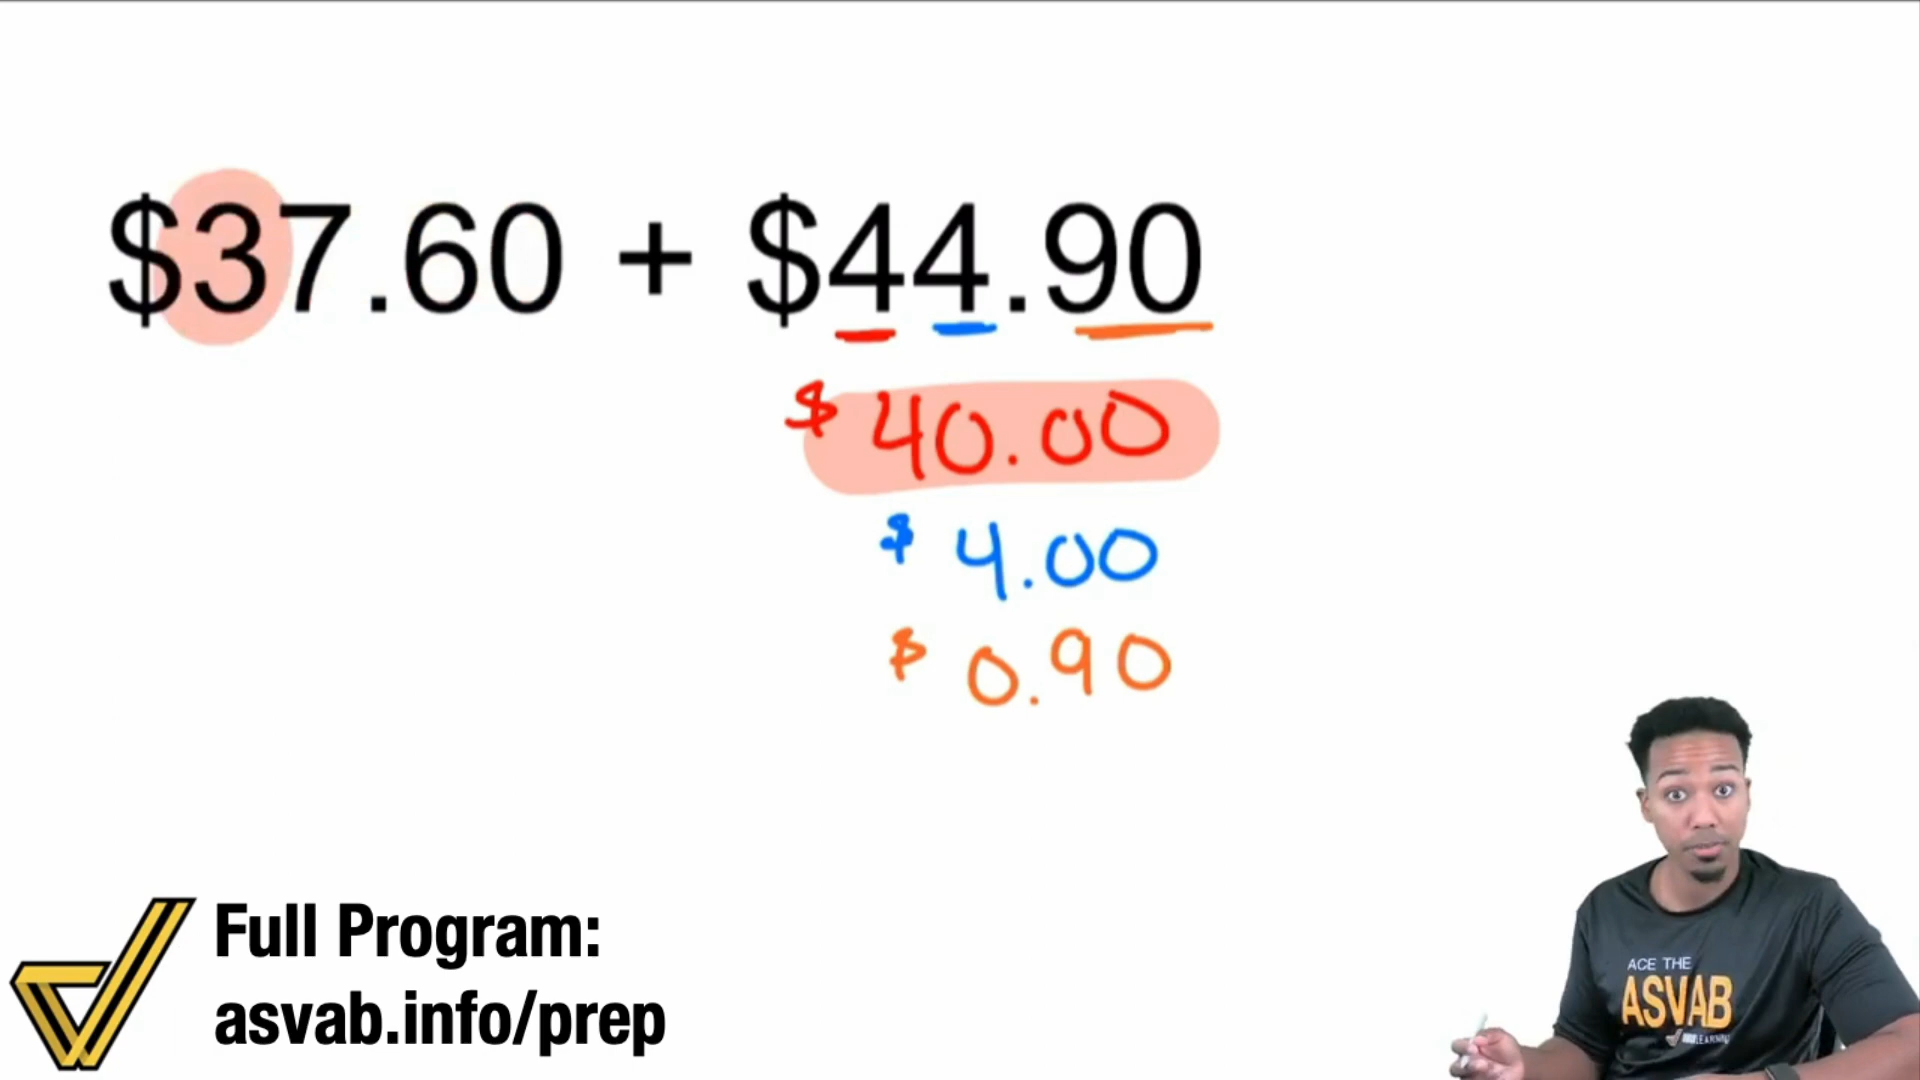 $37.60 + $44.90
$ 40.00
$ 4.00
$ 0.90
Full Program:
asvab.info/prep
ACE THE
ASVAB